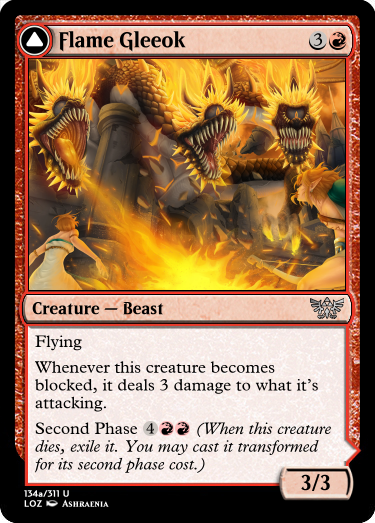 Flame Gleeok 3
Creature — Beast
Flying
Whenever this creature becomes
blocked, it deals 3 damage to what it's
attacking.
Second Phase 4 (When this creature
dies, exile it. You may cast it transformed
for its second phase cost.)
3/3
134a/311 U
LOZ Ashraenia